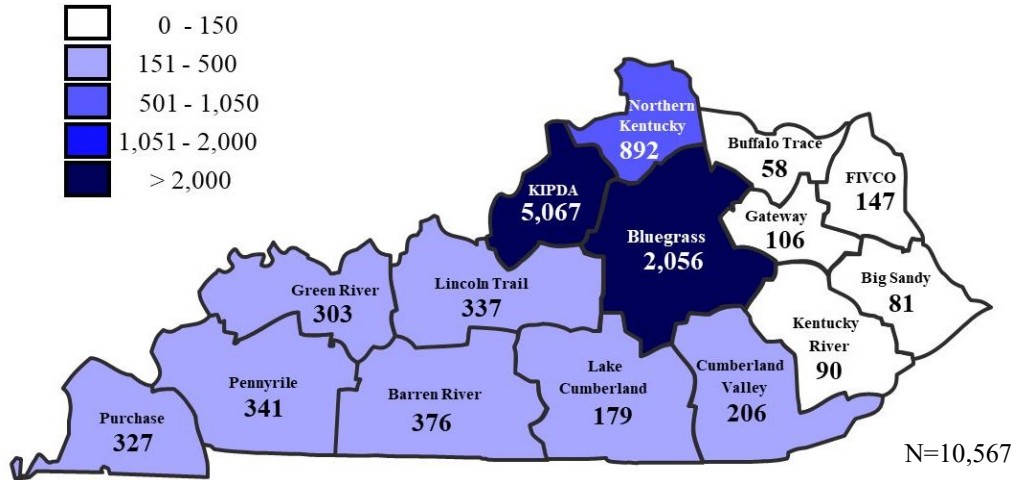 0 - 150
151 - 500
501 - 1,050
1,051 - 2,000
> 2,000
Northern
Kentucky
892
Buffalo Trace
58
FIVCO
147
KIPDA
5,067
Gateway
106
Bluegrass
2,056
Big Sandy
81
Green River
303
Lincoln Trail
337
Kentucky
River
90
Lake
Cumberland
179
Cumberland
Valley
206
Pennyrile
341
Barren River
376
Purchase
327
N=10,567